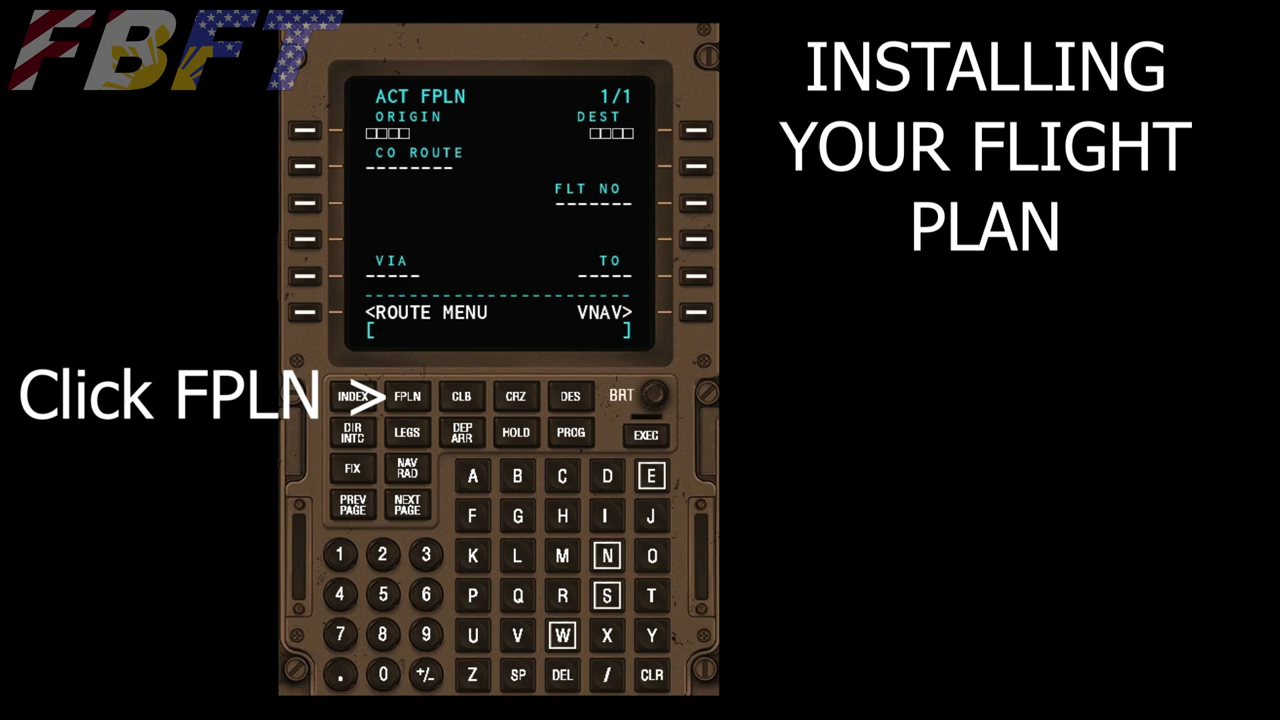 FBFT
INSTALLING
YOUR FLIGHT
PLAN
ACT FPLN 1/1
ORIGIN DEST
□□□□ □□□□
CO ROUTE
--------
FLT NO
-------
VIA TO
----- -----
------------------------
<ROUTE MENU VNAV>
[ ]
Click FPLN >
INDEX FPLN CLB CRZ DES BRT
DIR INTC LEGS DEP ARR HOLD PROG EXEC
FIX NAV RAD
PREV PAGE NEXT PAGE
A B C D E
F G H I J
1 2 3 K L M N O
4 5 6 P Q R S T
7 8 9 U V W X Y
. 0 +/- Z SP DEL / CLR